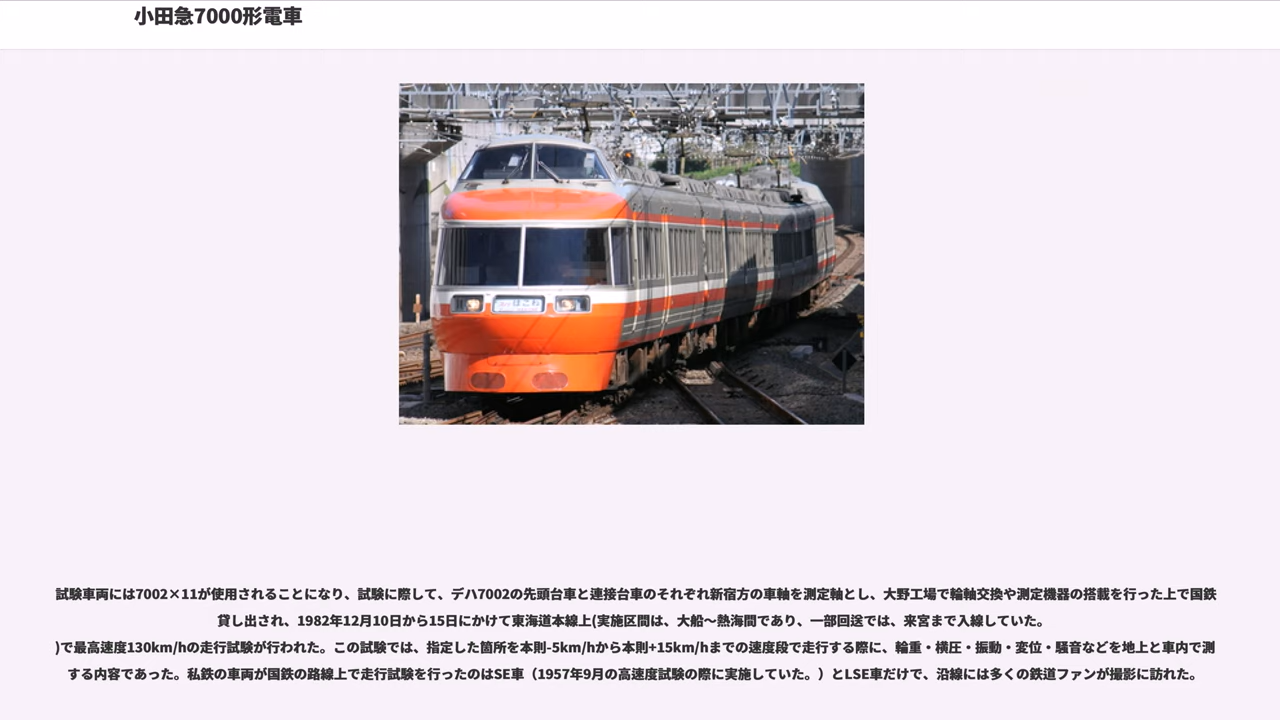 小田急7000形電車
はこね
試験車両には7002×11が使用されることになり、試験に際して、デハ7002の先頭台車と連接台車のそれぞれ新宿方の車軸を測定軸とし、大野工場で輪軸交換や測定機器の搭載を行った上で国鉄
貸し出され、1982年12月10日から15日にかけて東海道本線上(実施区間は、大船〜熱海間であり、一部回送では、来宮まで入線していた。
)で最高速度130km/hの走行試験が行われた。この試験では、指定した箇所を本則-5km/hから本則+15km/hまでの速度段で走行する際に、輪重・横圧・振動・変位・騒音などを地上と車内で測
する内容であった。私鉄の車両が国鉄の路線上で走行試験を行ったのはSE車（1957年9月の高速度試験の際に実施していた。）とLSE車だけで、沿線には多くの鉄道ファンが撮影に訪れた。